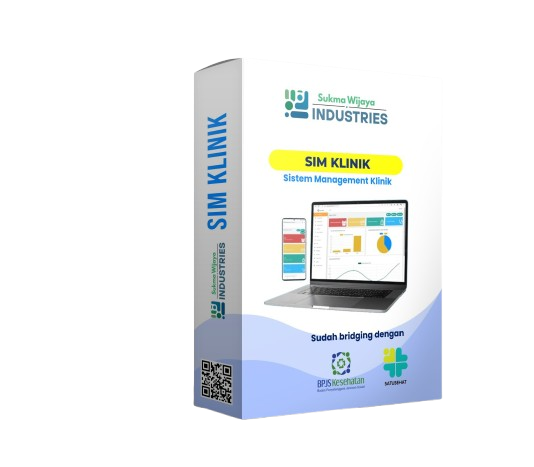 Sukma Wijaya
INDUSTRIES
SIM KLINIK
Sistem Management Klinik
Sudah bridging dengan
BPJS Kesehatan
SATUSEHAT
SIM KLINIK
Sukma Wijaya
INDUSTRIES